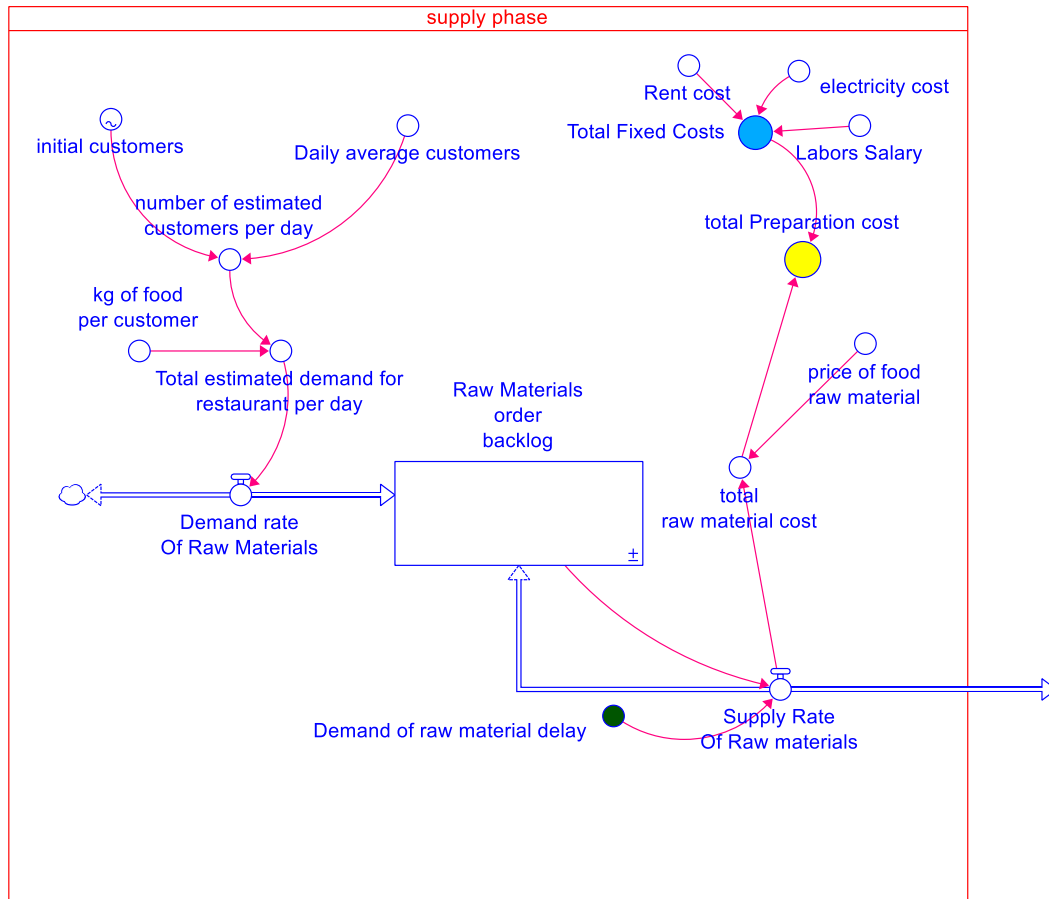 supply phase
Rent cost
electricity cost
Total Fixed Costs
Labors Salary
initial customers
Daily average customers
number of estimated
customers per day
total Preparation cost
kg of food
per customer
Total estimated demand for
restaurant per day
Raw Materials
order
backlog
price of food
raw material
total
raw material cost
Demand rate
Of Raw Materials
±
Demand of raw material delay
Supply Rate
Of Raw materials